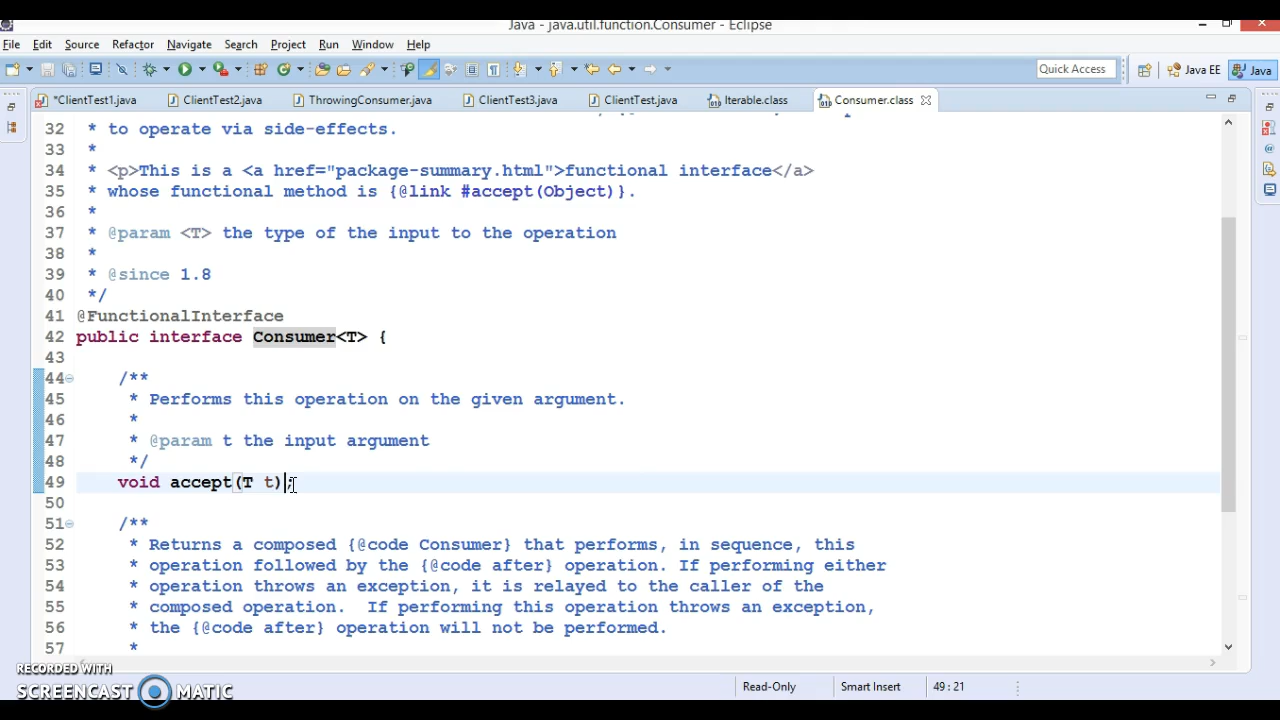 Java - java.util.function.Consumer - Eclipse
File Edit Source Refactor Navigate Search Project Run Window Help
Quick Access Java EE Java
*ClientTest1.java ClientTest2.java ThrowingConsumer.java ClientTest3.java ClientTest.java Iterable.class Consumer.class
32 * to operate via side-effects.
33 *
34 * <p>This is a <a href="package-summary.html">functional interface</a>
35 * whose functional method is {@link #accept(Object)}.
36 *
37 * @param <T> the type of the input to the operation
38 *
39 * @since 1.8
40 */
41 @FunctionalInterface
42 public interface Consumer<T> {
43
44 /**
45 * Performs this operation on the given argument.
46 *
47 * @param t the input argument
48 */
49 void accept(T t);
50
51 /**
52 * Returns a composed {@code Consumer} that performs, in sequence, this
53 * operation followed by the {@code after} operation. If performing either
54 * operation throws an exception, it is relayed to the caller of the
55 * composed operation.  If performing this operation throws an exception,
56 * the {@code after} operation will not be performed.
57 *
RECORDED WITH
SCREENCAST MATIC
Read-Only Smart Insert 49 : 21